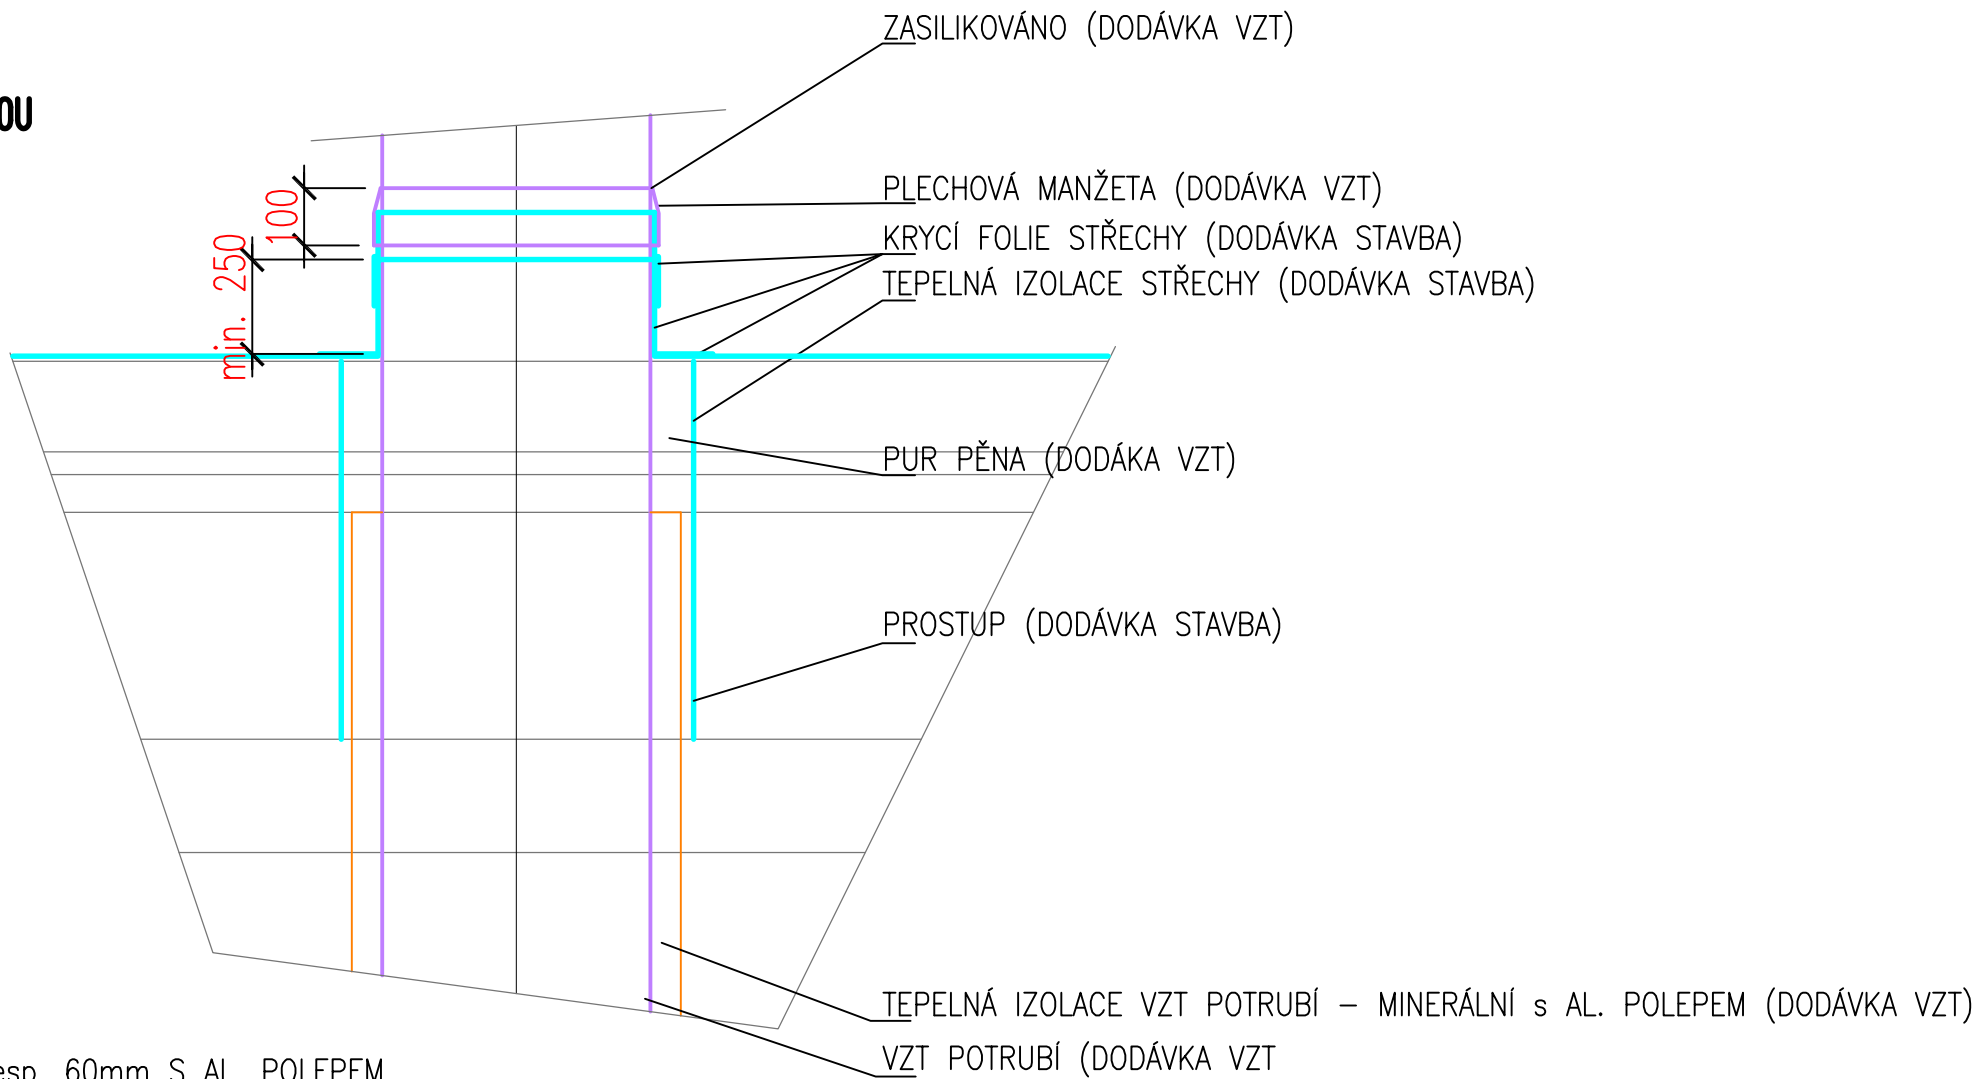 ZASILIKOVÁNO (DODÁVKA VZT)
OU
PLECHOVÁ MANŽETA (DODÁVKA VZT)
100
KRYCÍ FOLIE STŘECHY (DODÁVKA STAVBA)
min. 250
TEPELNÁ IZOLACE STŘECHY (DODÁVKA STAVBA)
PUR PĚNA (DODÁKA VZT)
PROSTUP (DODÁVKA STAVBA)
TEPELNÁ IZOLACE VZT POTRUBÍ – MINERÁLNÍ s AL. POLEPEM (DODÁVKA VZT)
VZT POTRUBÍ (DODÁVKA VZT
esp. 60mm S AL. POLEPEM